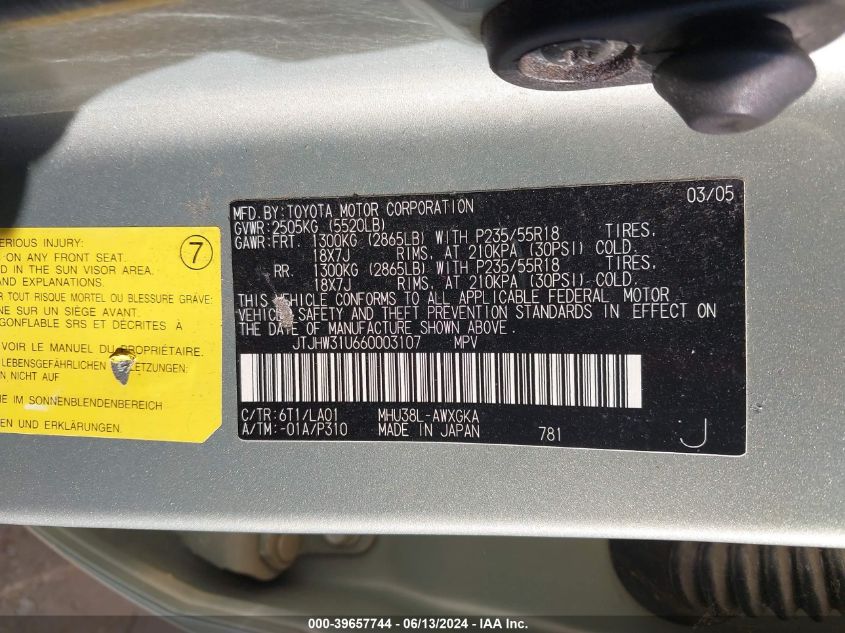 ERIOUS INJURY:
ON ANY FRONT SEAT.
D IN THE SUN VISOR AREA.
AND EXPLANATIONS.
7
R TOUT RISQUE MORTEL OU BLESSURE GRÀVE:
NE SUR UN SIÈGE AVANT.
GONFLABLE SRS ET DÉCRITES À
OIR LE MANUEL DU PROPRIÉTAIRE.
LEBENSGEFÄHRLICHEN LETZUNGEN:
EN NICHT AUF
IE IM SONNENBLENDENBEREICH
EN UND ERKLÄRUNGEN.
MFD.BY:TOYOTA MOTOR CORPORATION 03/05
GVWR:2505KG (5520LB)
GAWR:FRT. 1300KG (2865LB) WITH P235/55R18 TIRES,
18X7J RIMS, AT 210KPA (30PSI) COLD.
RR. 1300KG (2865LB) WITH P235/55R18 TIRES,
18X7J RIMS, AT 210KPA (30PSI) COLD.
THIS VEHICLE CONFORMS TO ALL APPLICABLE FEDERAL MOTOR
VEHICLE SAFETY AND THEFT PREVENTION STANDARDS IN EFFECT ON
THE DATE OF MANUFACTURE SHOWN ABOVE.
JTJHW31U660003107 MPV
C/TR:6T1/LA01 MHU38L-AWXGKA
A/TM:-01A/P310 MADE IN JAPAN 781 J
000-39657744 - 06/13/2024 - IAA Inc.